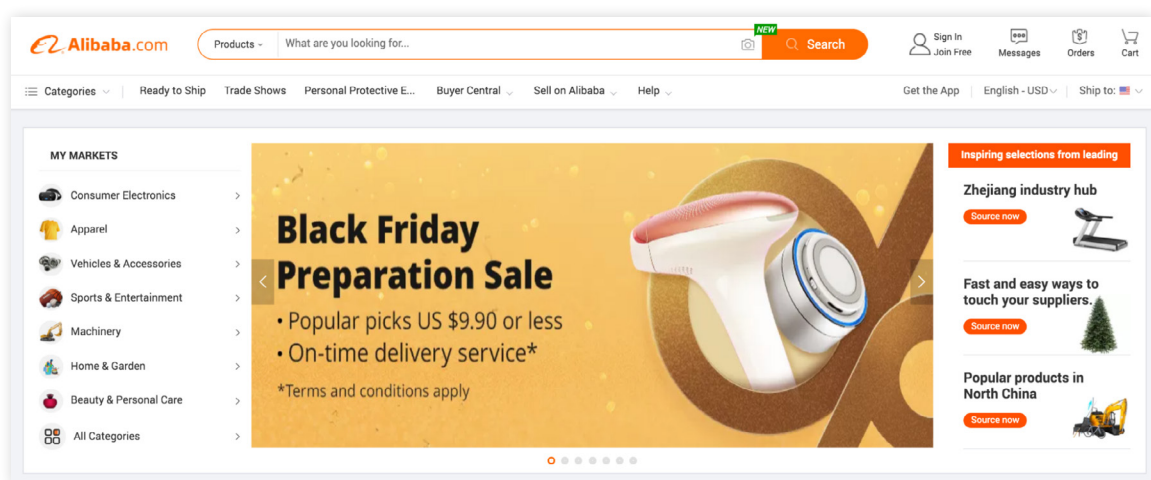 Alibaba.com
Products
What are you looking for...
NEW
Search
Sign In
Join Free
Messages
Orders
Cart
Categories
Ready to Ship
Trade Shows
Personal Protective E...
Buyer Central
Sell on Alibaba
Help
Get the App
English - USD
Ship to:
MY MARKETS
Consumer Electronics
Apparel
Vehicles & Accessories
Sports & Entertainment
Machinery
Home & Garden
Beauty & Personal Care
All Categories
Black Friday
Preparation Sale
• Popular picks US $9.90 or less
• On-time delivery service*
*Terms and conditions apply
Inspiring selections from leading
Zhejiang industry hub
Source now
Fast and easy ways to
touch your suppliers.
Source now
Popular products in
North China
Source now